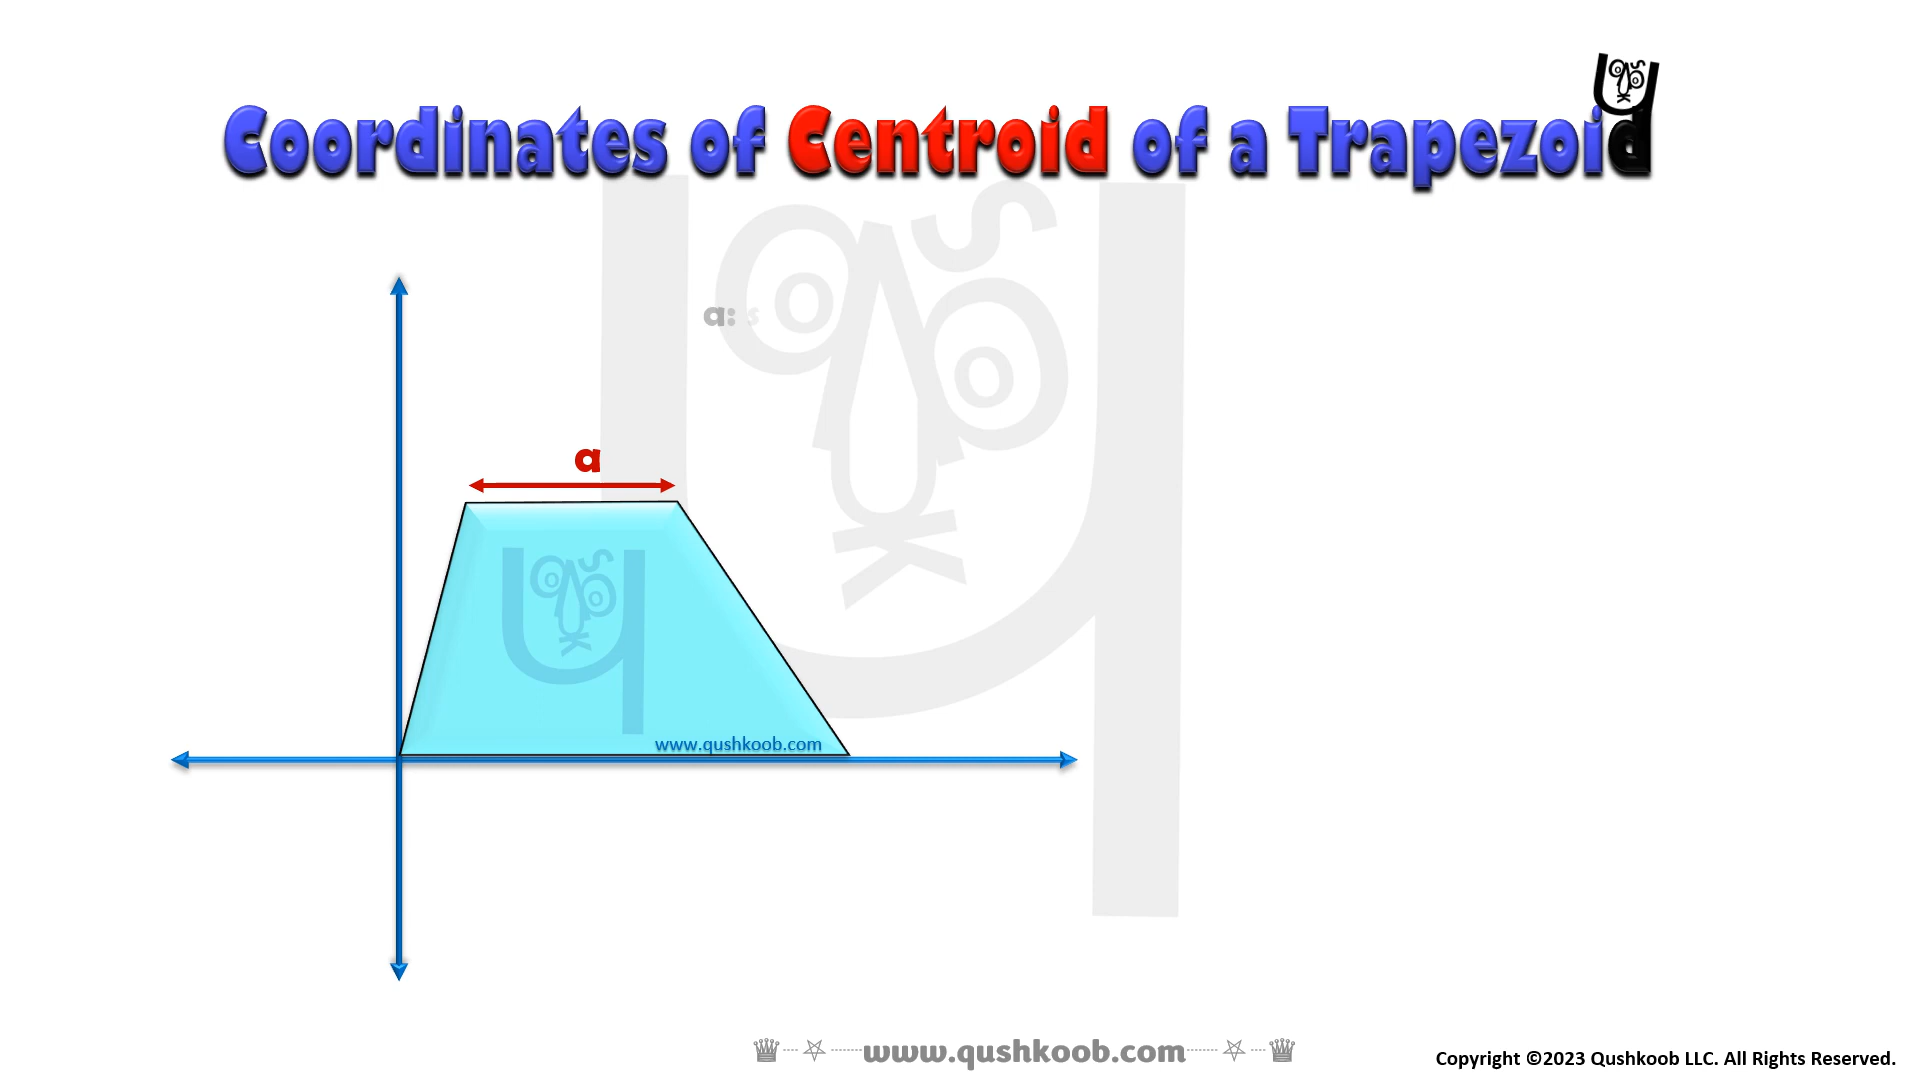 Coordinates of Centroid of a Trapezoid
a: s
a
www.qushkoob.com
www.qushkoob.com
Copyright ©2023 Qushkoob LLC. All Rights Reserved.